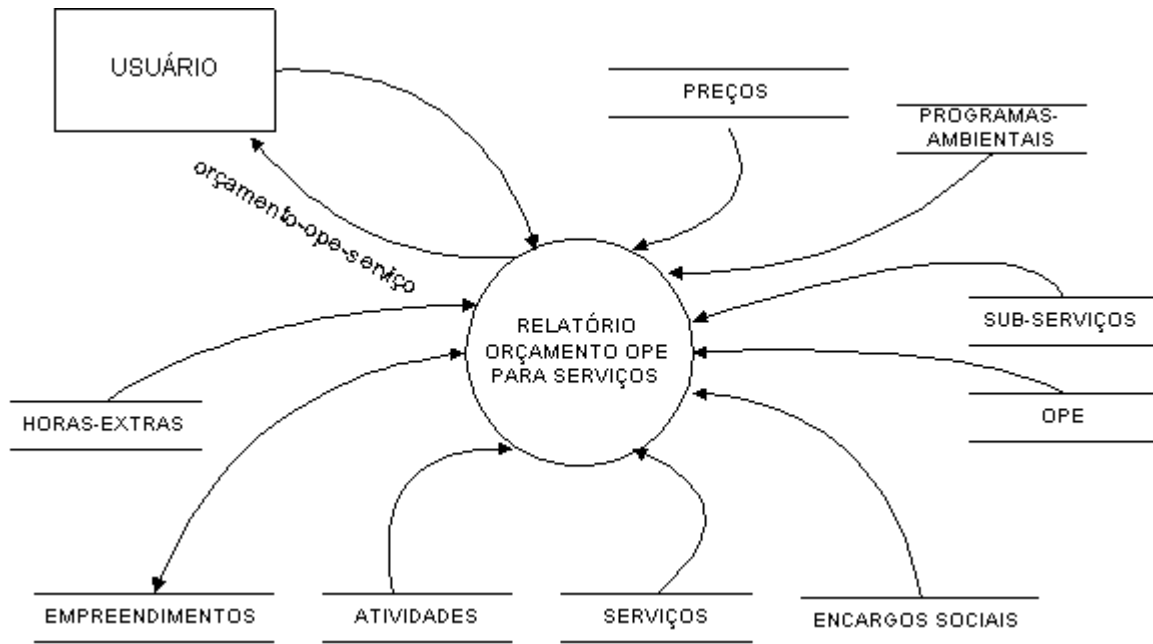 USUÁRIO
PREÇOS
PROGRAMAS-
AMBIENTAIS
orçamento-ope-serviço
SUB-SERVIÇOS
RELATÓRIO
ORÇAMENTO OPE
PARA SERVIÇOS
HORAS-EXTRAS
OPE
EMPREENDIMENTOS
ATIVIDADES
SERVIÇOS
ENCARGOS SOCIAIS